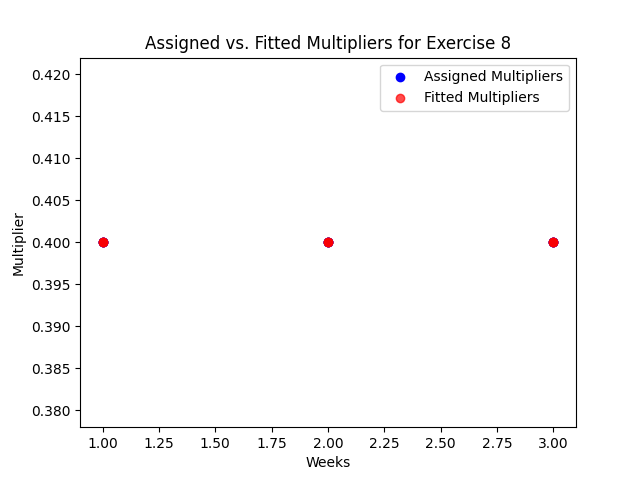 Assigned vs. Fitted Multipliers for Exercise 8
Assigned Multipliers
Fitted Multipliers
0.420
0.415
0.410
0.405
0.400
0.395
0.390
0.385
0.380
Multiplier
1.00 1.25 1.50 1.75 2.00 2.25 2.50 2.75 3.00
Weeks